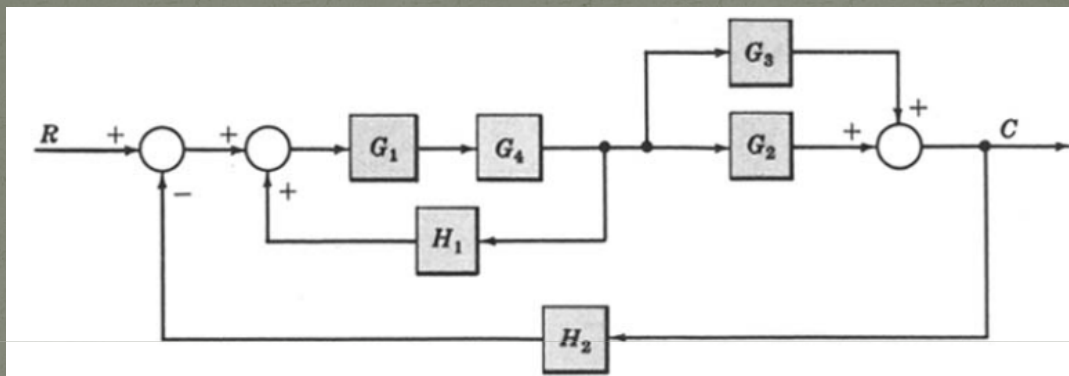 G₃
R + + G₁ G₄ G₂ + + C
− +
H₁
H₂